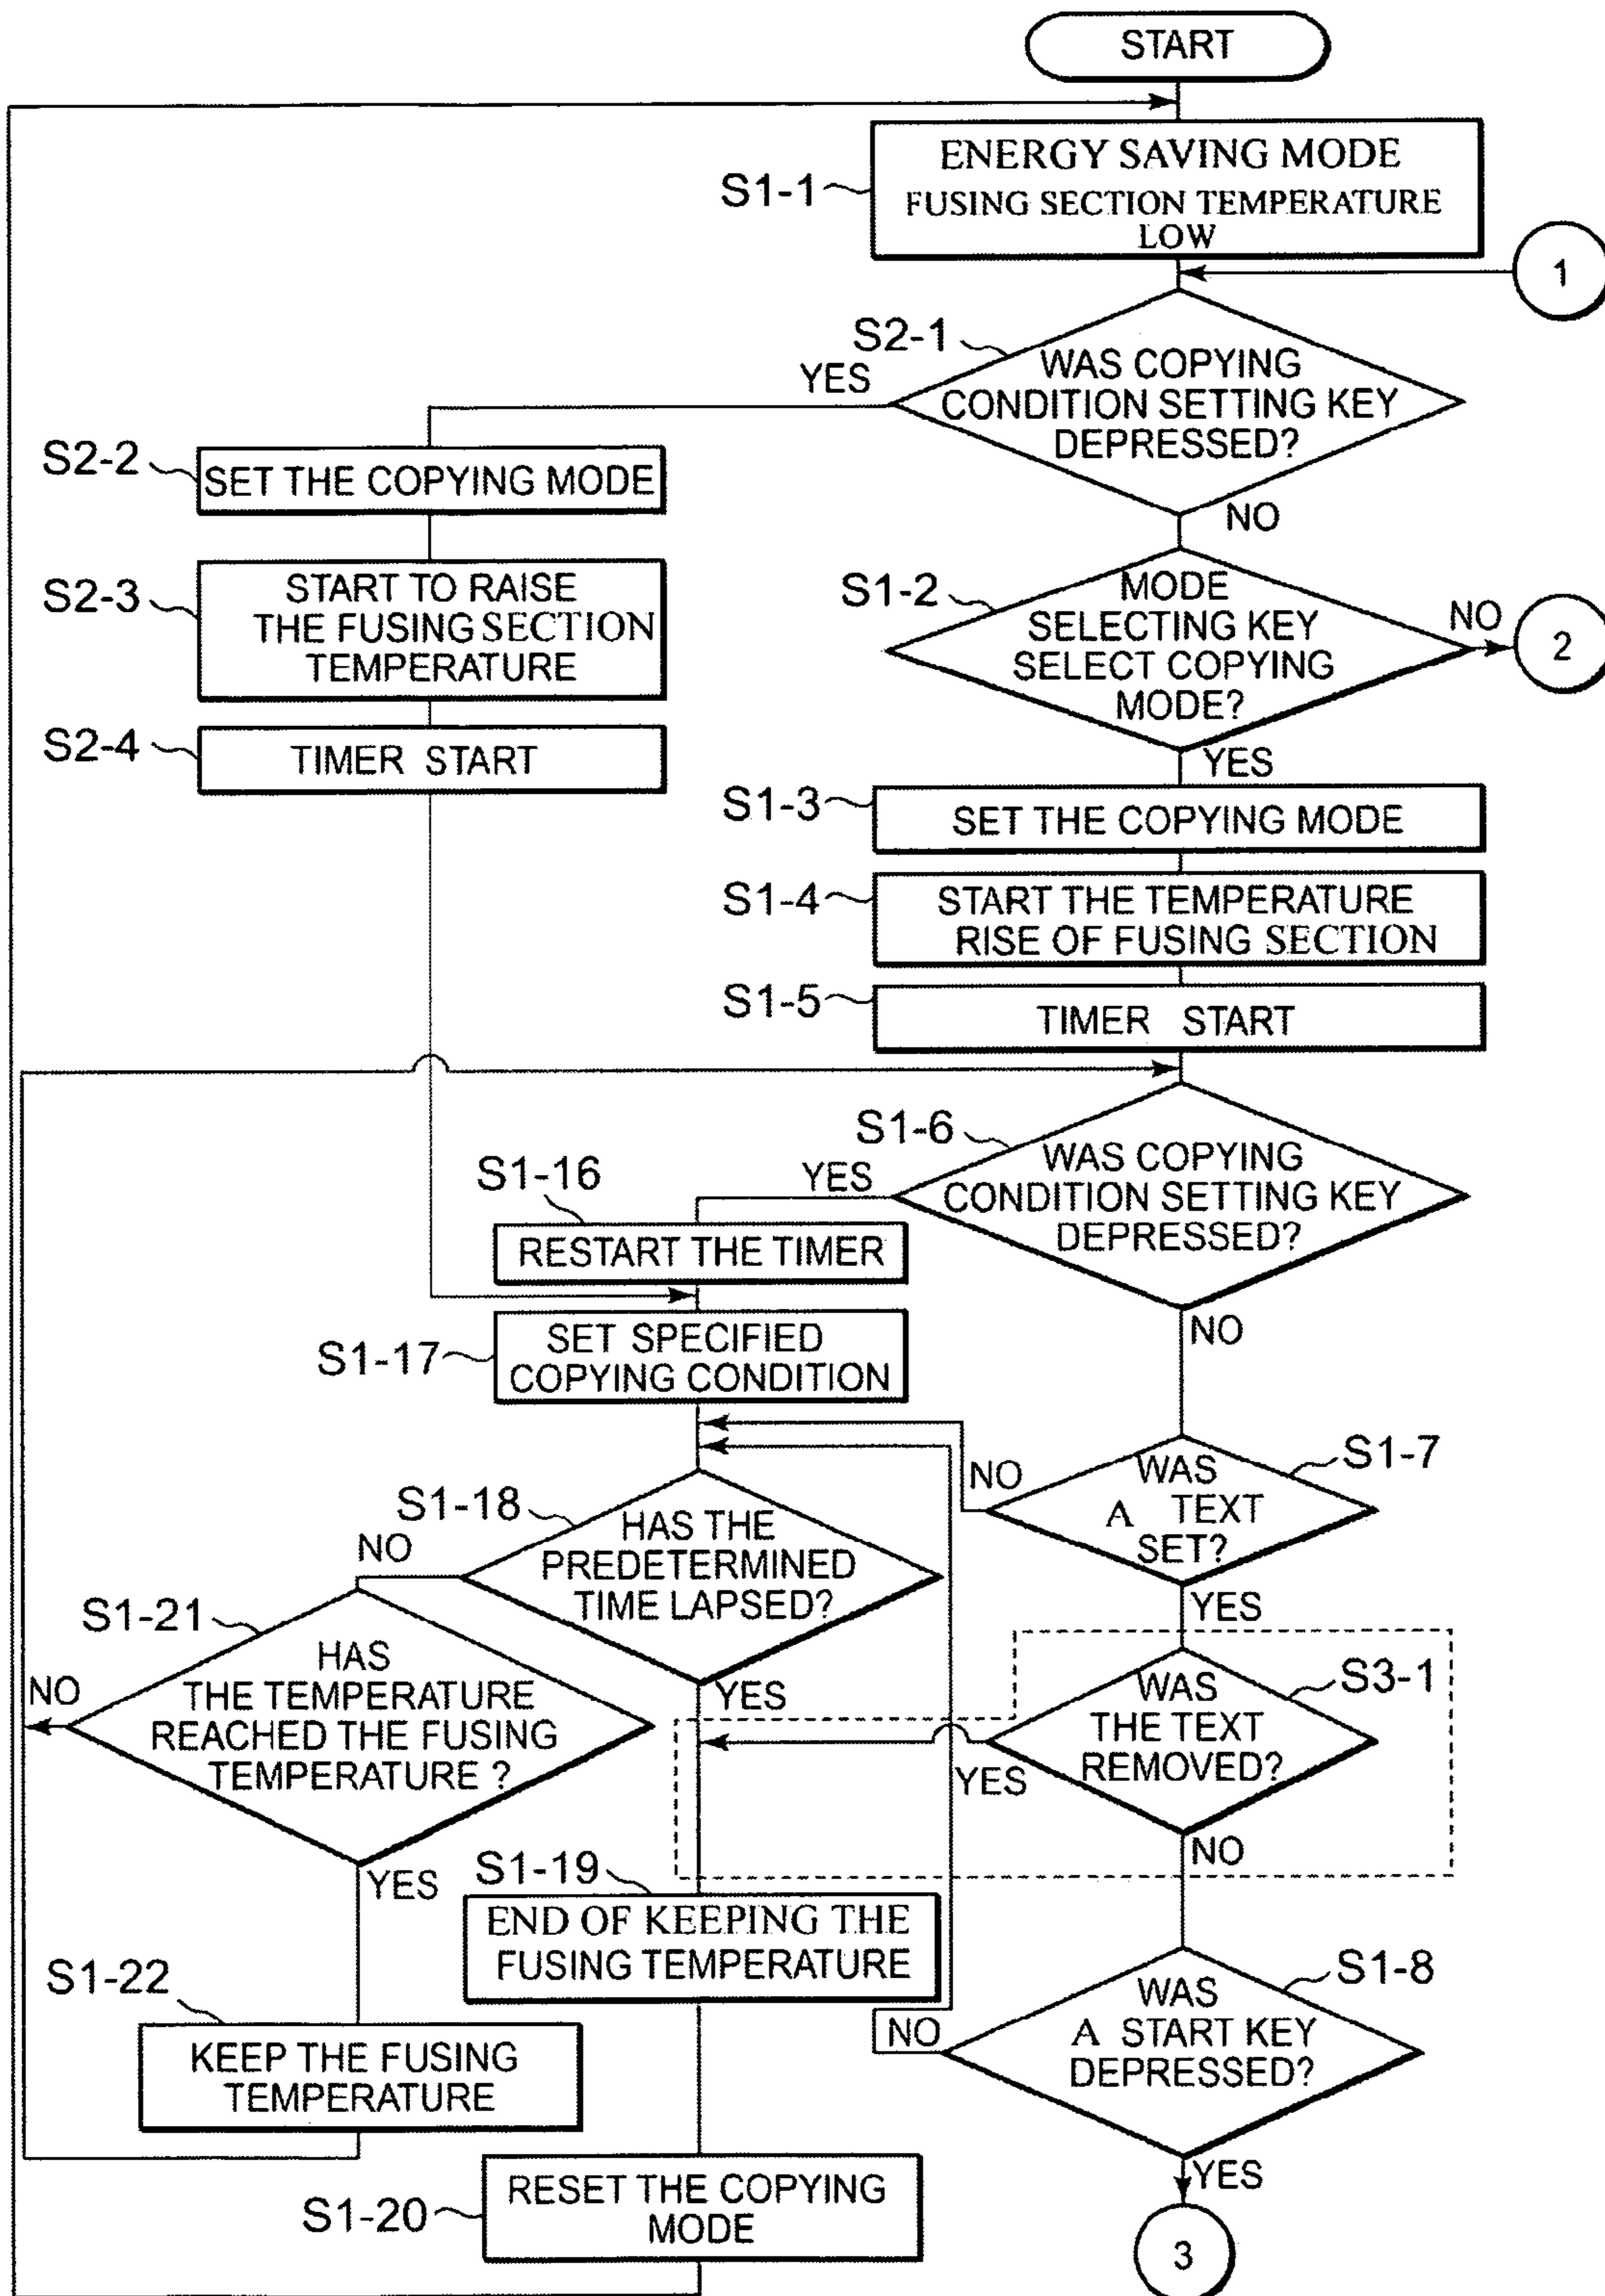 START
ENERGY SAVING MODE
FUSING SECTION TEMPERATURE
LOW
S1-1
1
S2-1
WAS COPYING
CONDITION SETTING KEY
DEPRESSED?
YES
NO
S2-2
SET THE COPYING MODE
S2-3
START TO RAISE
THE FUSING SECTION
TEMPERATURE
S2-4
TIMER START
S1-2
MODE
SELECTING KEY
SELECT COPYING
MODE?
NO
2
YES
S1-3
SET THE COPYING MODE
S1-4
START THE TEMPERATURE
RISE OF FUSING SECTION
S1-5
TIMER START
S1-6
WAS COPYING
CONDITION SETTING KEY
DEPRESSED?
YES
NO
S1-16
RESTART THE TIMER
S1-17
SET SPECIFIED
COPYING CONDITION
S1-7
WAS
A TEXT
SET?
NO
YES
S1-18
HAS THE
PREDETERMINED
TIME LAPSED?
NO
YES
S1-21
HAS
THE TEMPERATURE
REACHED THE FUSING
TEMPERATURE ?
NO
YES
S3-1
WAS
THE TEXT
REMOVED?
YES
NO
S1-19
END OF KEEPING THE
FUSING TEMPERATURE
S1-22
KEEP THE FUSING
TEMPERATURE
S1-8
WAS
A START KEY
DEPRESSED?
NO
YES
S1-20
RESET THE COPYING
MODE
3